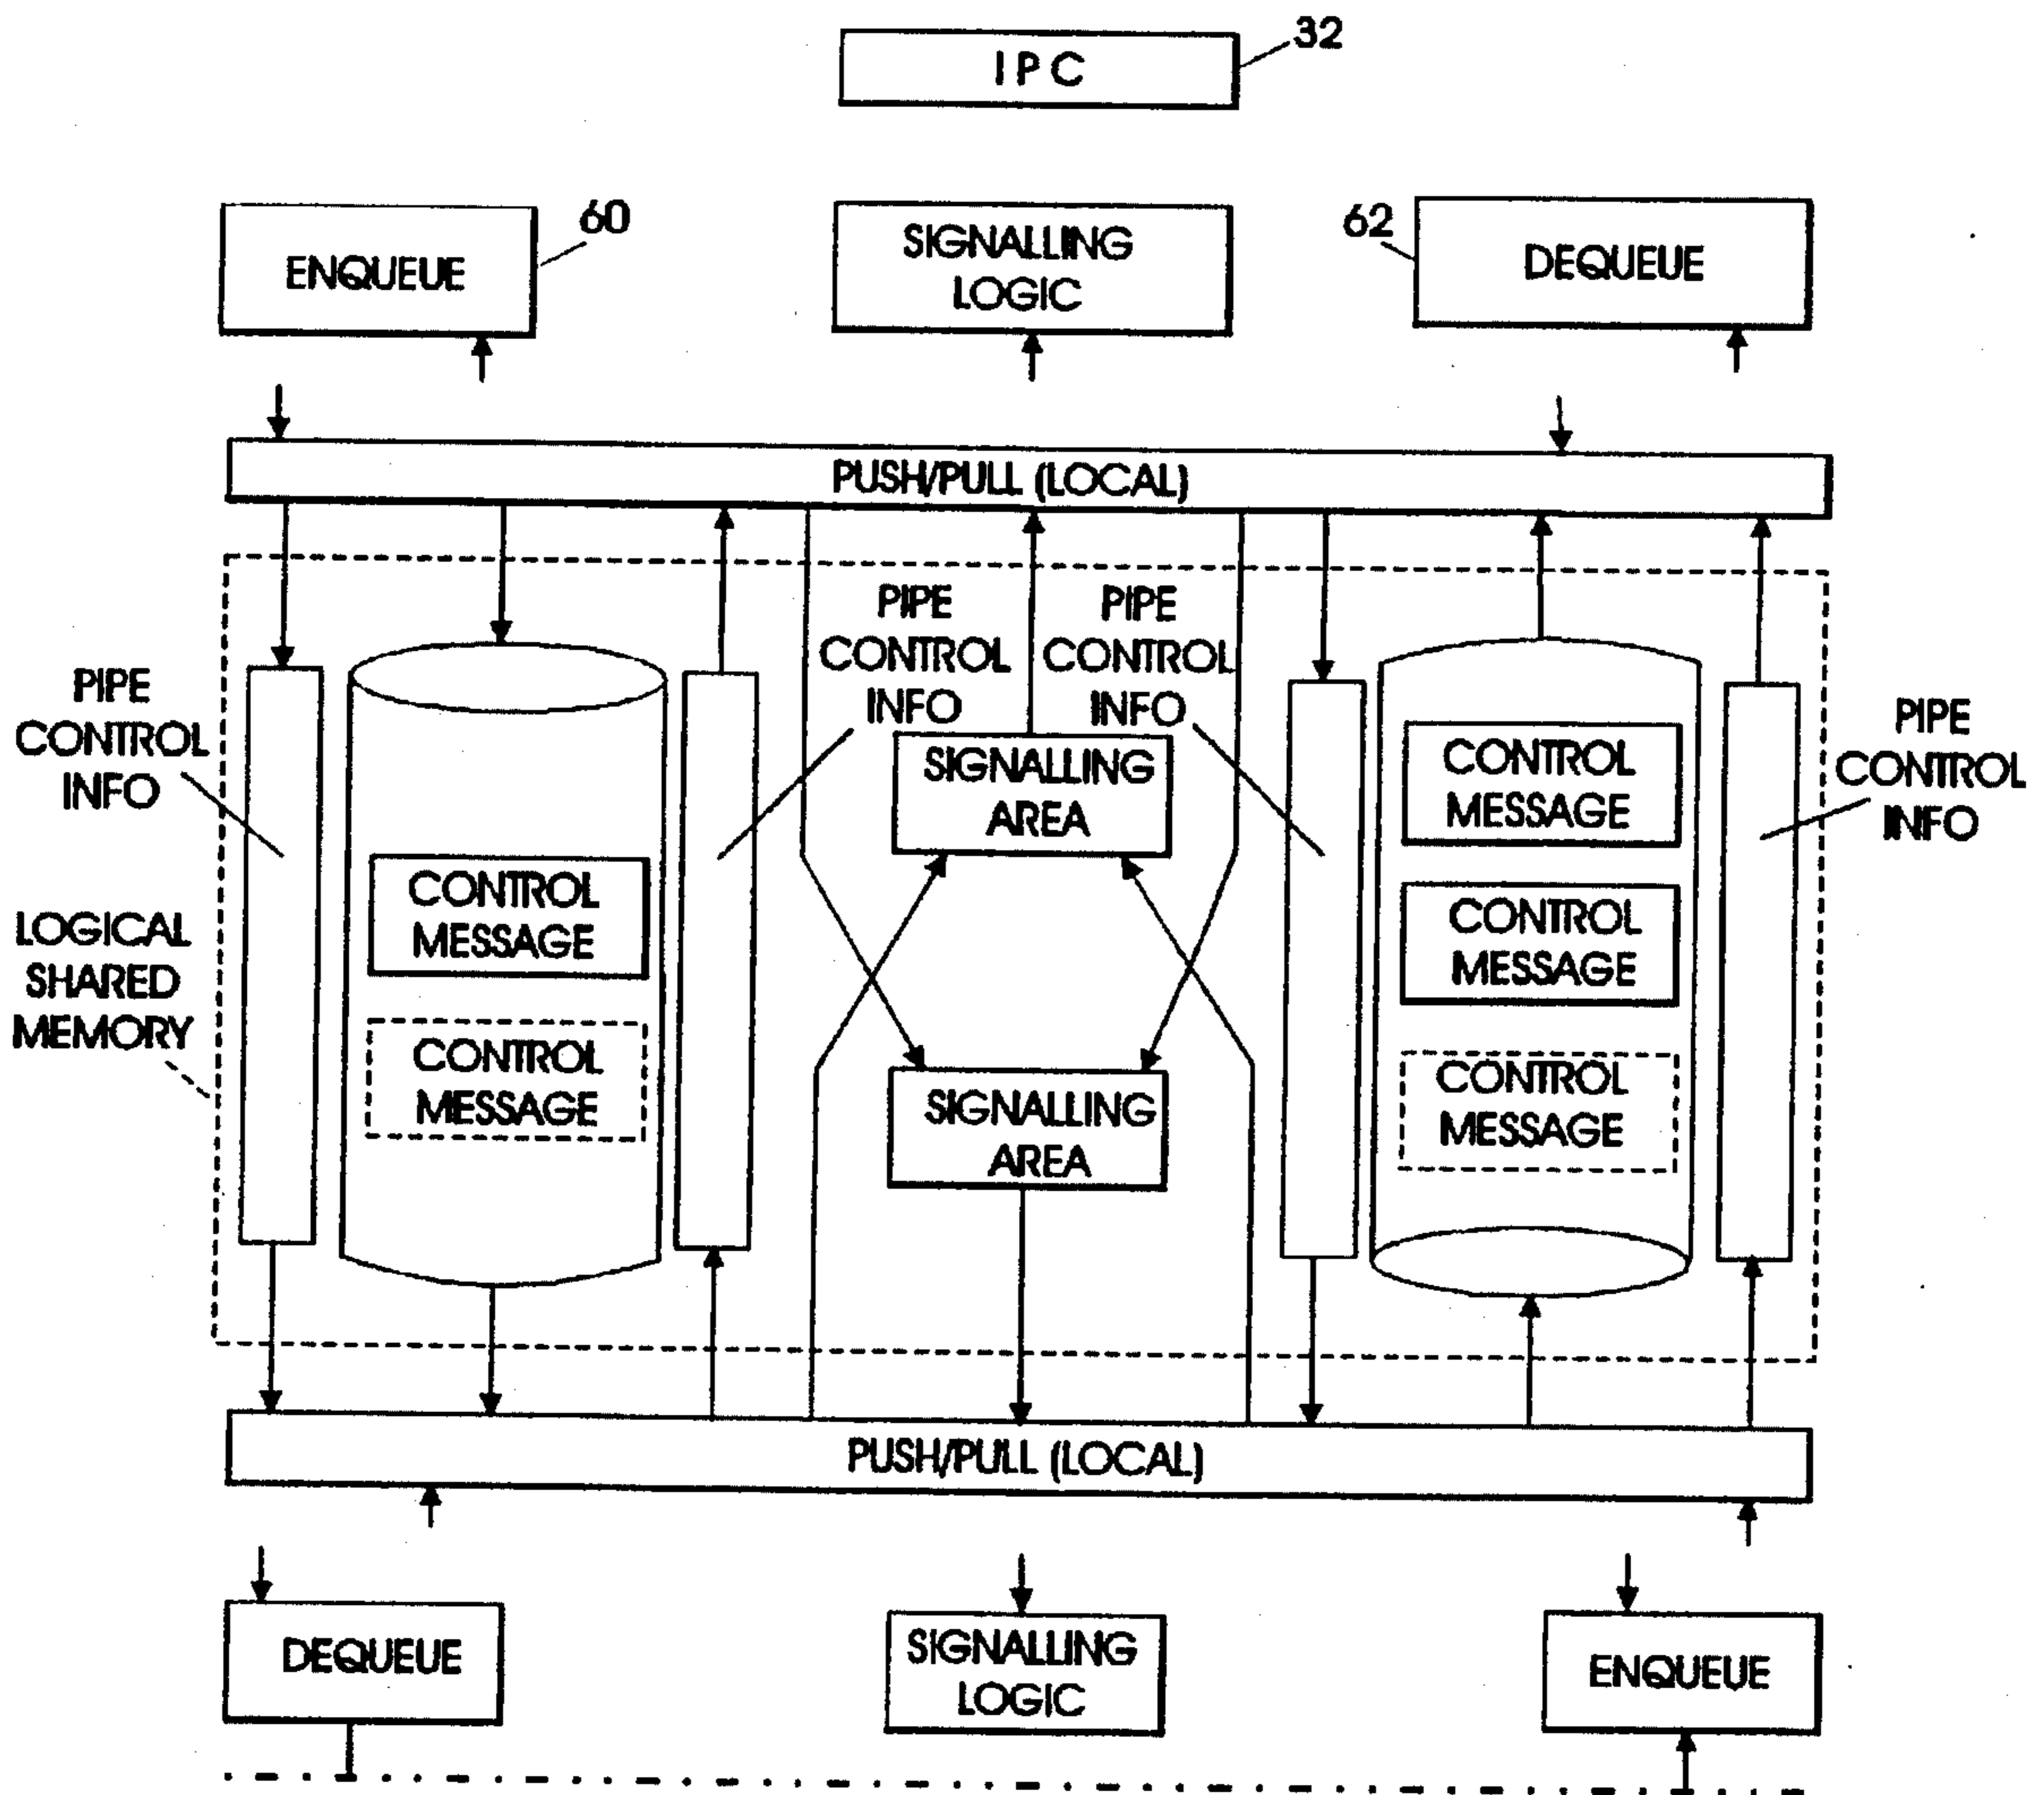 IPC
32
ENQUEUE
60
SIGNALLING
LOGIC
62
DEQUEUE
PUSH/PULL (LOCAL)
PIPE
CONTROL
INFO
PIPE
CONTROL
INFO
PIPE
CONTROL
INFO
PIPE
CONTROL
INFO
LOGICAL
SHARED
MEMORY
CONTROL
MESSAGE
CONTROL
MESSAGE
SIGNALLING
AREA
SIGNALLING
AREA
CONTROL
MESSAGE
CONTROL
MESSAGE
CONTROL
MESSAGE
PUSH/PULL (LOCAL)
DEQUEUE
SIGNALLING
LOGIC
ENQUEUE